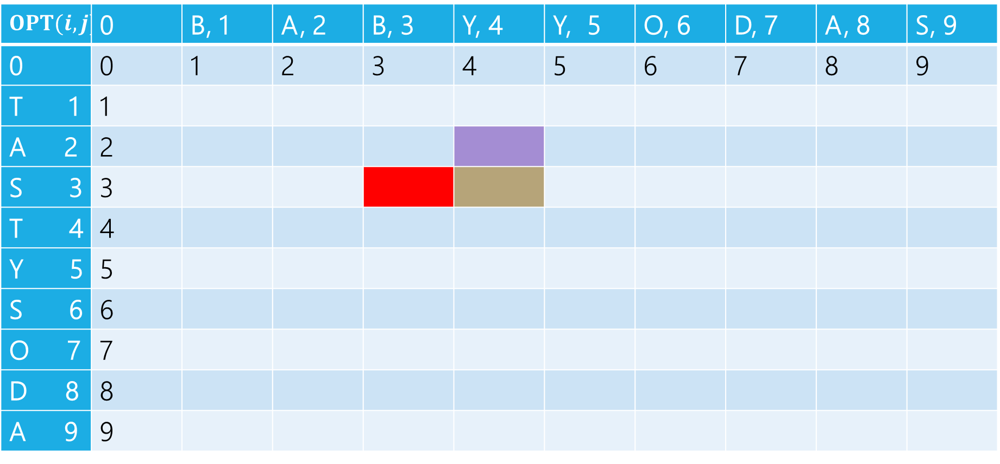 OPT(i,j) 0 B, 1 A, 2 B, 3 Y, 4 Y, 5 O, 6 D, 7 A, 8 S, 9
0 0 1 2 3 4 5 6 7 8 9
T 1 1
A 2 2
S 3 3
T 4 4
Y 5 5
S 6 6
O 7 7
D 8 8
A 9 9